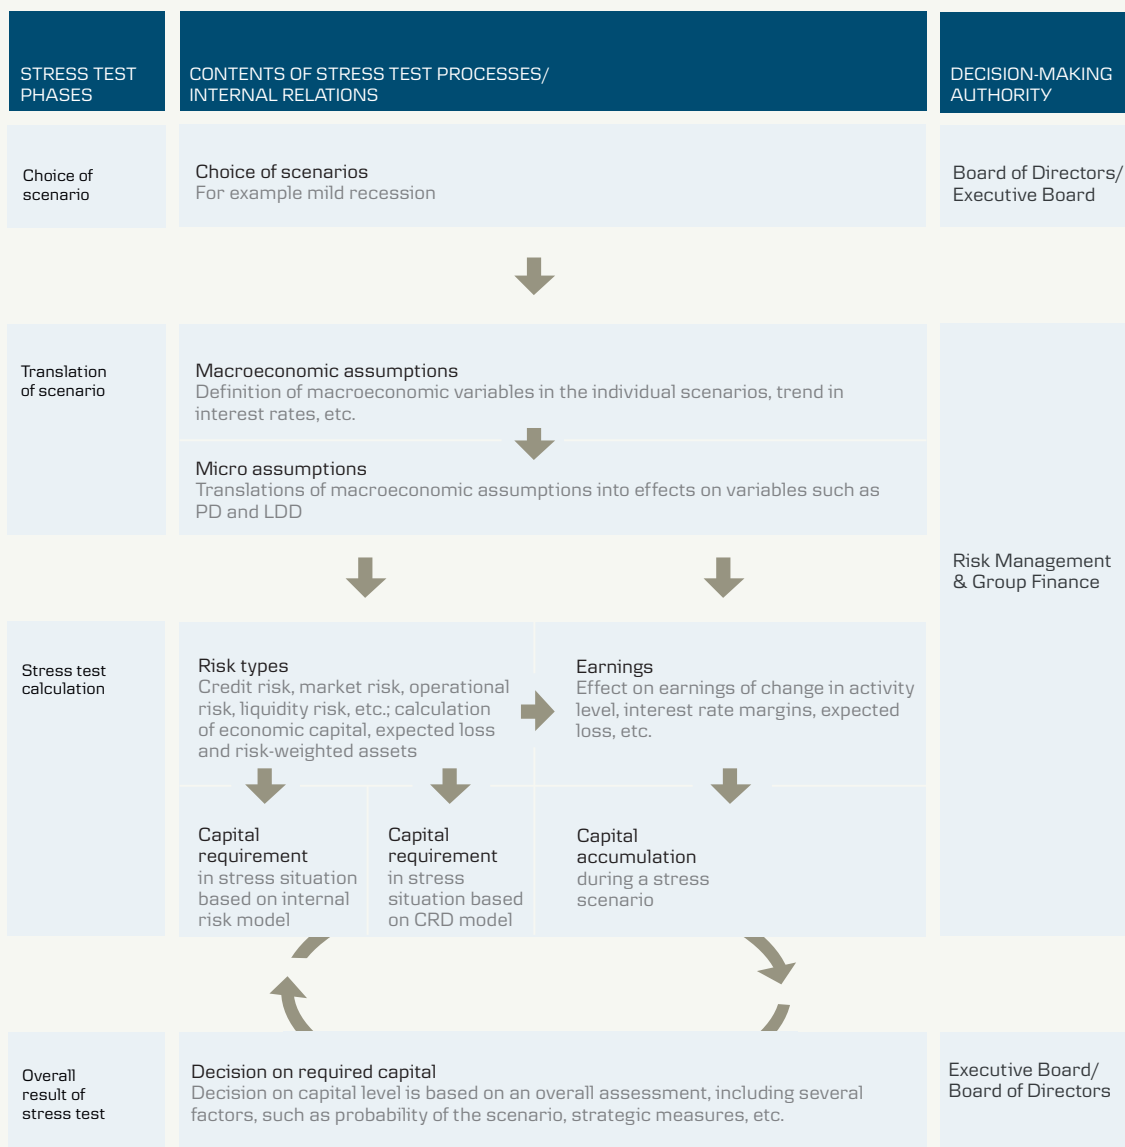 STRESS TEST
PHASES
CONTENTS OF STRESS TEST PROCESSES/
INTERNAL RELATIONS
DECISION-MAKING
AUTHORITY
Choice of
scenario
Choice of scenarios
For example mild recession
Board of Directors/
Executive Board
Translation
of scenario
Macroeconomic assumptions
Definition of macroeconomic variables in the individual scenarios, trend in
interest rates, etc.
Micro assumptions
Translations of macroeconomic assumptions into effects on variables such as
PD and LDD
Risk Management
& Group Finance
Stress test
calculation
Risk types
Credit risk, market risk, operational
risk, liquidity risk, etc.; calculation
of economic capital, expected loss
and risk-weighted assets
Earnings
Effect on earnings of change in activity
level, interest rate margins, expected
loss, etc.
Capital
requirement
in stress situation
based on internal
risk model
Capital
requirement
in stress
situation based
on CRD model
Capital
accumulation
during a stress
scenario
Overall
result of
stress test
Decision on required capital
Decision on capital level is based on an overall assessment, including several
factors, such as probability of the scenario, strategic measures, etc.
Executive Board/
Board of Directors